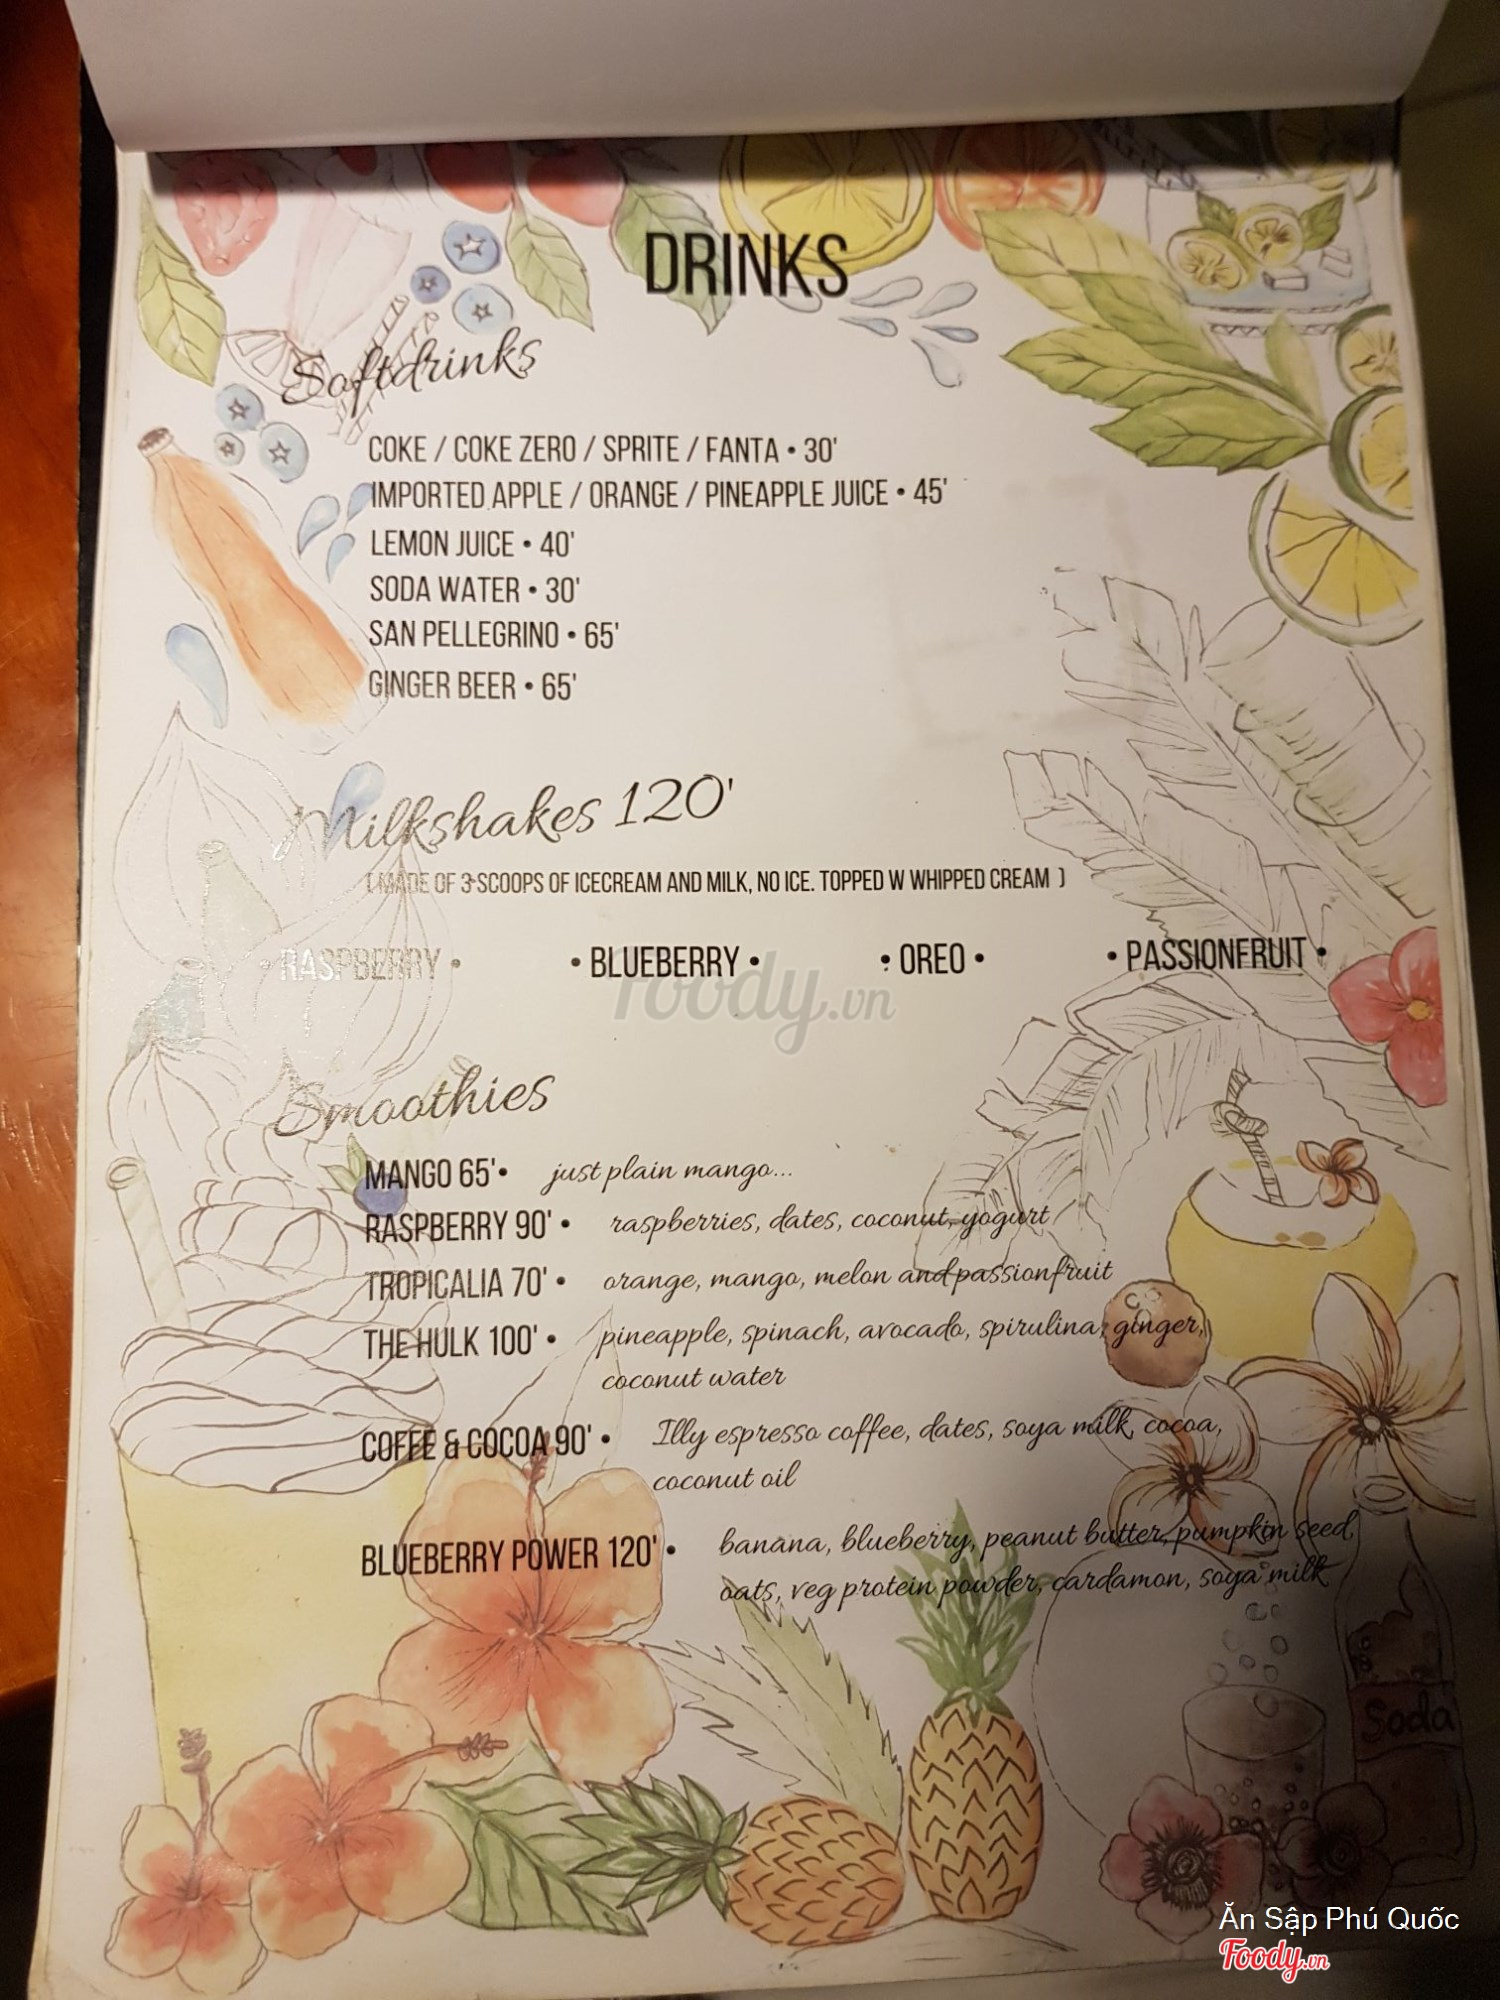 DRINKS
Softdrinks
COKE / COKE ZERO / SPRITE / FANTA • 30'
IMPORTED APPLE / ORANGE / PINEAPPLE JUICE • 45'
LEMON JUICE • 40'
SODA WATER • 30'
SAN PELLEGRINO • 65'
GINGER BEER • 65'
Milkshakes 120'
( MADE OF 3 SCOOPS OF ICECREAM AND MILK, NO ICE. TOPPED W WHIPPED CREAM )
• RASPBERRY • • BLUEBERRY • • OREO • • PASSIONFRUIT •
foody.vn
Smoothies
MANGO 65' • just plain mango...
RASPBERRY 90' • raspberries, dates, coconut, yogurt
TROPICALIA 70' • orange, mango, melon and passionfruit
THE HULK 100' • pineapple, spinach, avocado, spirulina, ginger,
coconut water
COFFE & COCOA 90' • Illy espresso coffee, dates, soya milk, cocoa,
coconut oil
BLUEBERRY POWER 120' • banana, blueberry, peanut butter, pumpkin seed,
oats, veg protein powder, cardamon, soya milk
Soda
Ăn Sập Phú Quốc
Foody.vn